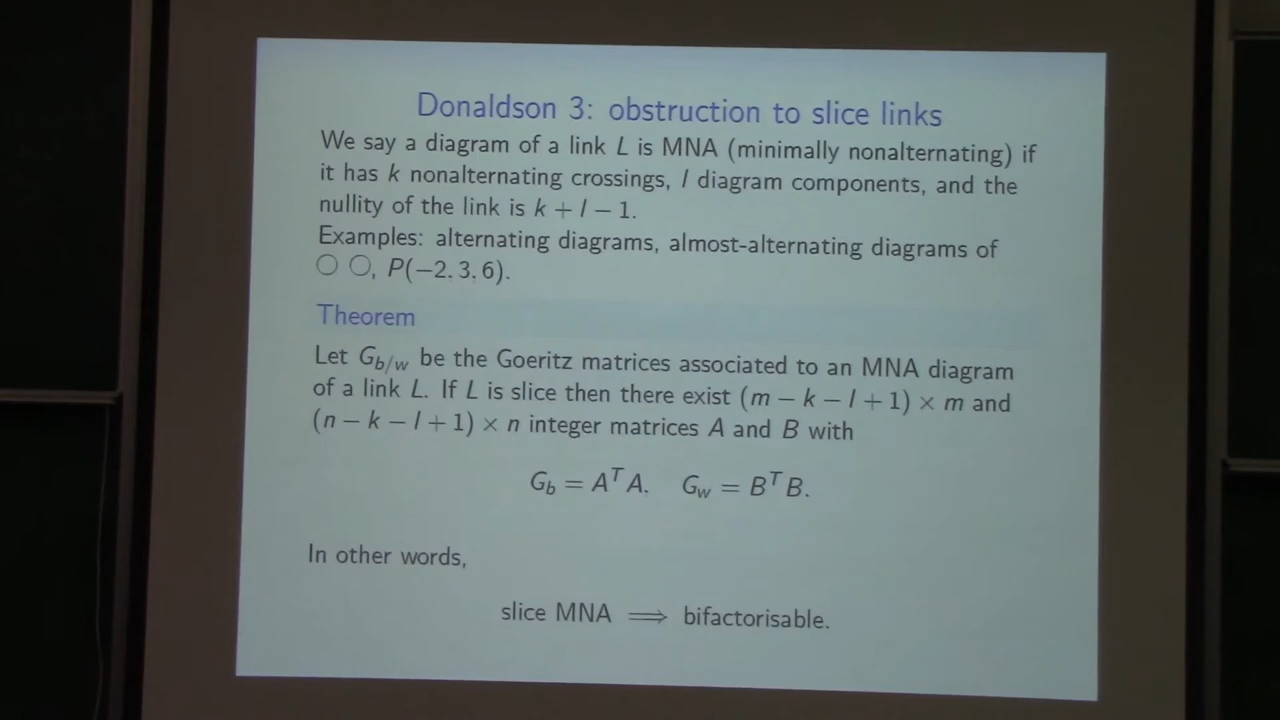 Donaldson 3: obstruction to slice links
We say a diagram of a link L is MNA (minimally nonalternating) if
it has k nonalternating crossings, l diagram components, and the
nullity of the link is k + l − 1.
Examples: alternating diagrams, almost-alternating diagrams of
○ ○, P(−2, 3, 6).
Theorem
Let G_{b/w} be the Goeritz matrices associated to an MNA diagram
of a link L. If L is slice then there exist (m − k − l + 1) × m and
(n − k − l + 1) × n integer matrices A and B with
G_b = A^T A, G_w = B^T B.
In other words,
slice MNA ⟹ bifactorisable.